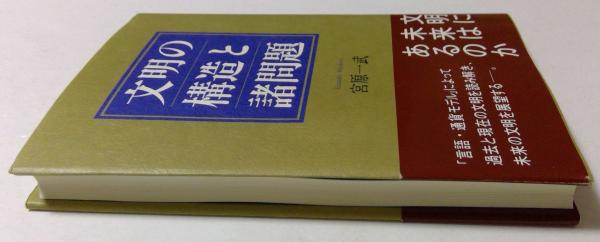 文明の
構造と
諸問題
宮原一武
文明に
未来は
あるのか
「言語・通貨モデル」によって
過去と現在の文明を読み解き、
未来の文明を展望する――。